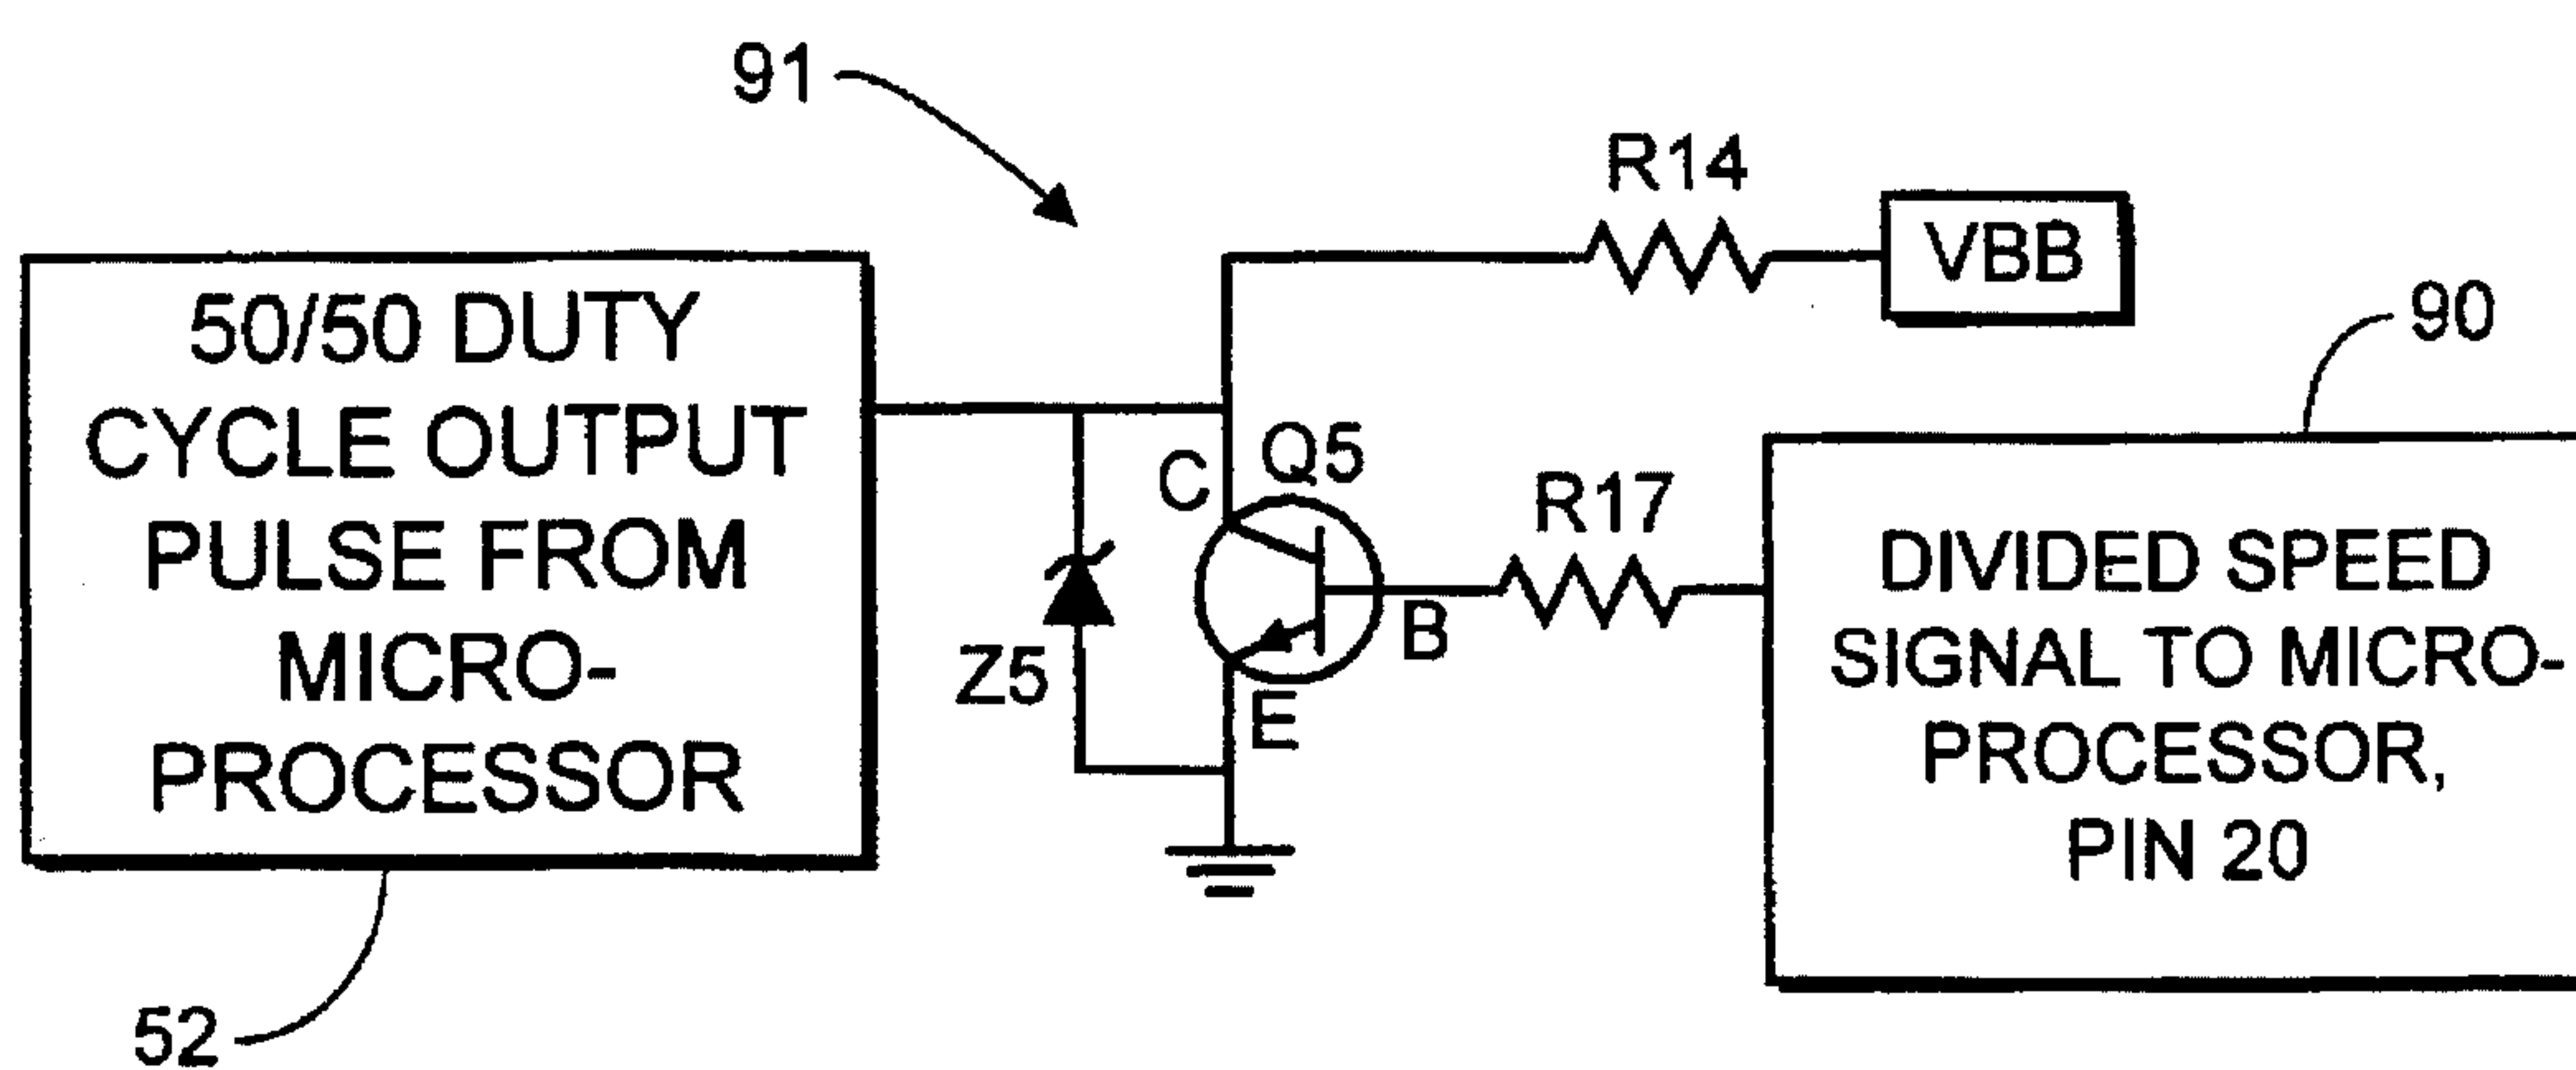 91
R14
VBB
90
50/50 DUTY
CYCLE OUTPUT
PULSE FROM
MICRO-
PROCESSOR
C
Q5
R17
B
Z5
E
DIVIDED SPEED
SIGNAL TO MICRO-
PROCESSOR,
PIN 20
52